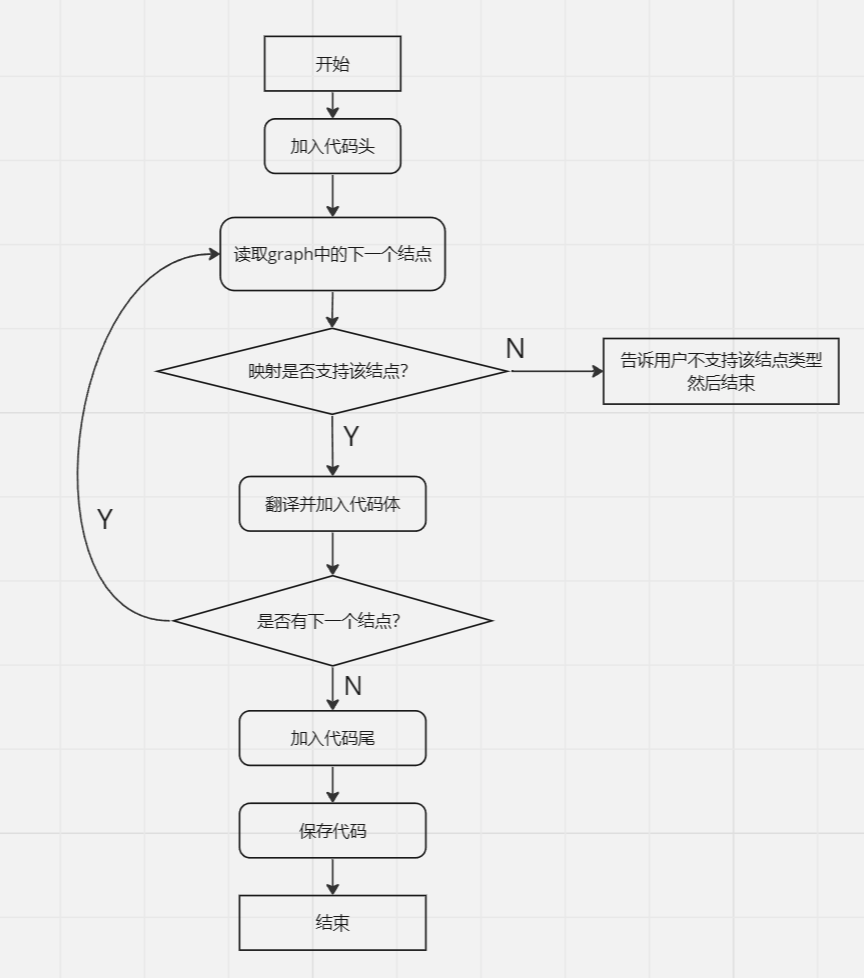 开始
加入代码头
读取graph中的下一个结点
映射是否支持该结点？
N
告诉用户不支持该结点类型
然后结束
Y
翻译并加入代码体
Y
是否有下一个结点？
N
加入代码尾
保存代码
结束